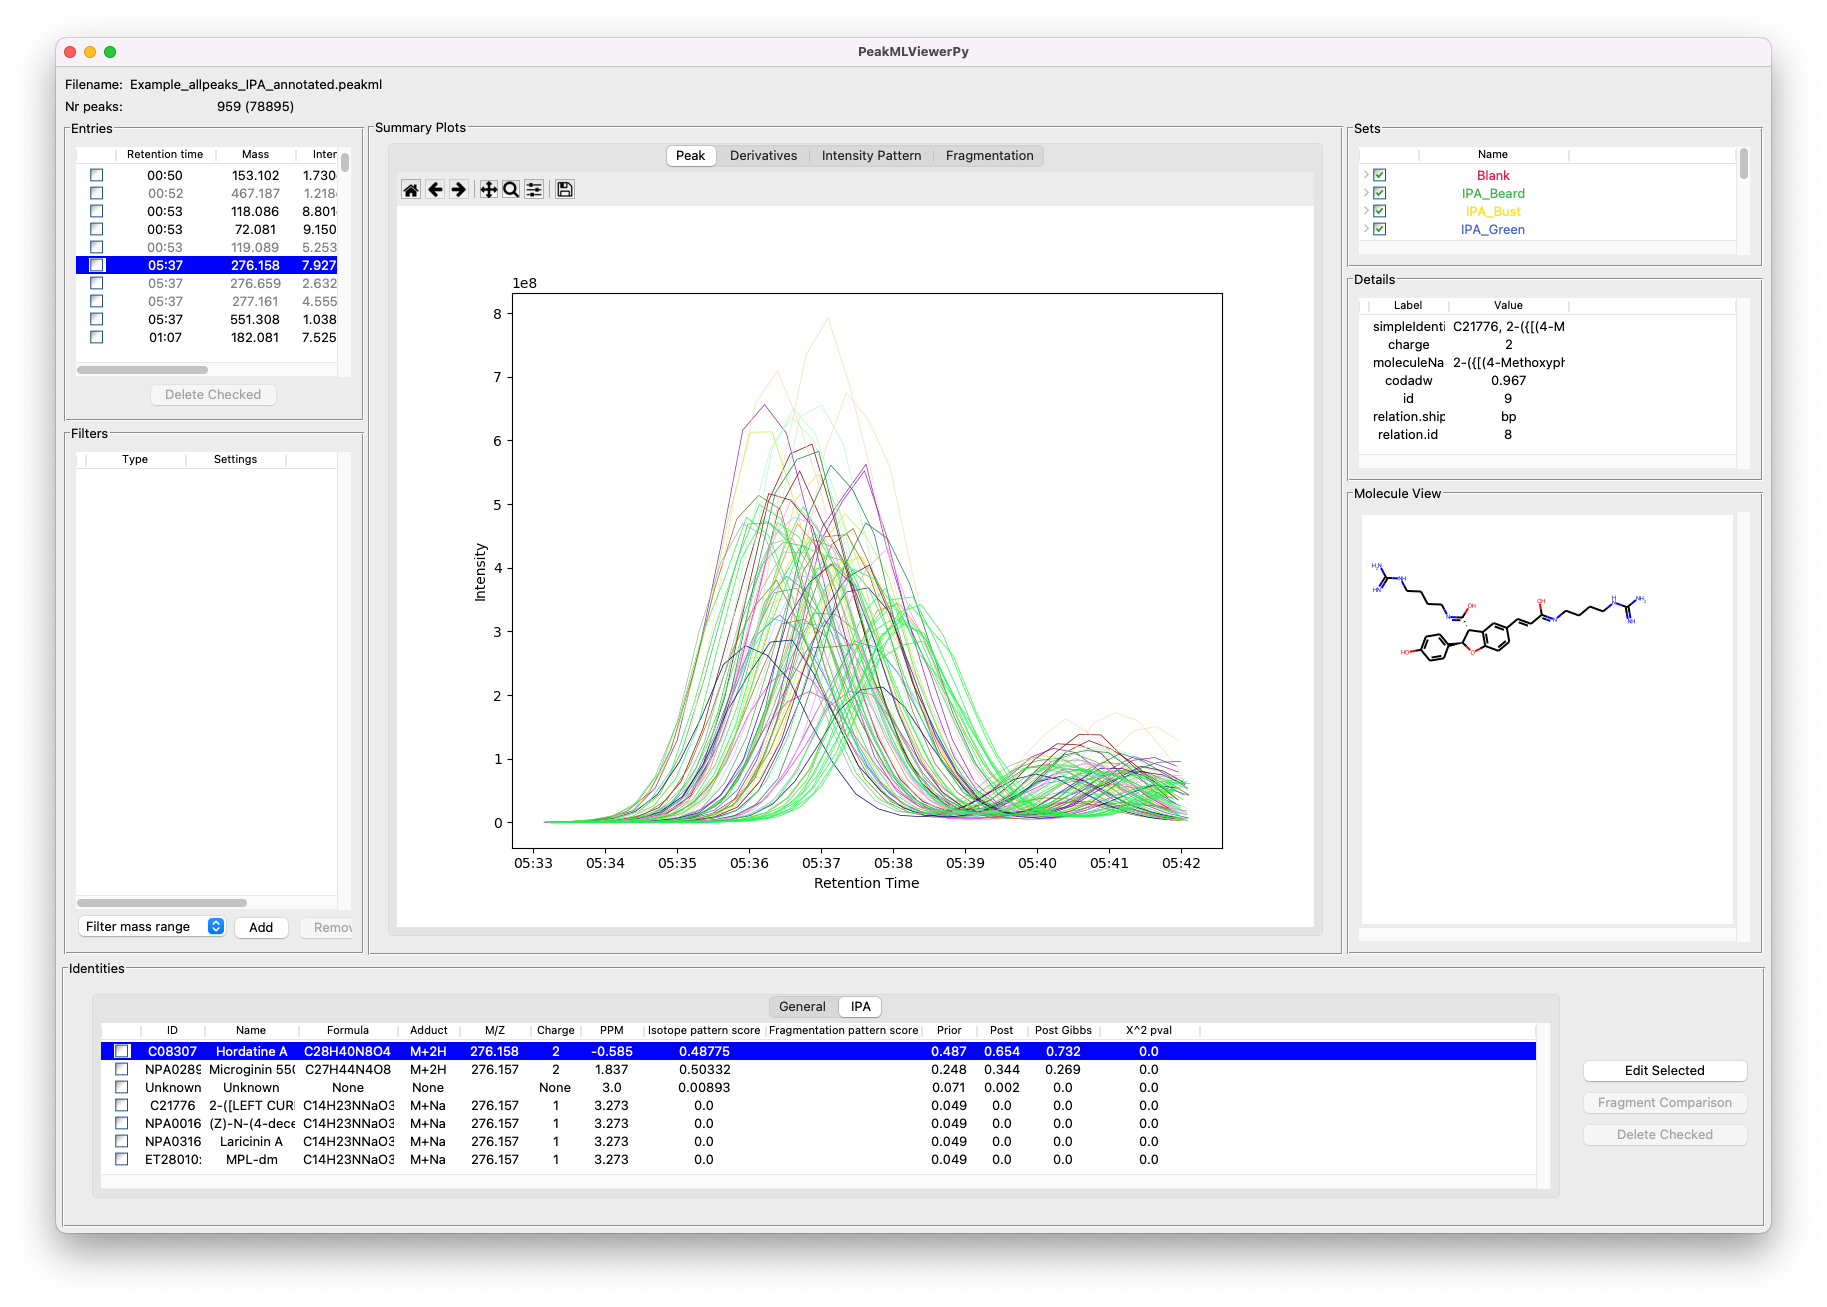 PeakMLViewerPy
Filename: Example_allpeaks_IPA_annotated.peakml
Nr peaks: 959 (78895)
Entries
Retention time Mass Inter
00:50 153.102 1.730
00:52 467.187 1.218
00:53 118.086 8.801
00:53 72.081 9.150
00:53 119.089 5.253
05:37 276.158 7.927
05:37 276.659 2.632
05:37 277.161 4.555
05:37 551.308 1.038
01:07 182.081 7.525
Delete Checked
Filters
Type Settings
Filter mass range Add Remov
Summary Plots
Peak Derivatives Intensity Pattern Fragmentation
1e8
8
7
6
5
4
3
2
1
0
Intensity
05:33 05:34 05:35 05:36 05:37 05:38 05:39 05:40 05:41 05:42
Retention Time
Sets
Name
Blank
IPA_Beard
IPA_Bust
IPA_Green
Details
Label Value
simpleIdenti C21776, 2-({[(4-M
charge 2
moleculeNa 2-({[(4-Methoxyph
codadw 0.967
id 9
relation.ship bp
relation.id 8
Molecule View
Identities
General IPA
ID Name Formula Adduct M/Z Charge PPM Isotope pattern score Fragmentation pattern score Prior Post Post Gibbs X^2 pval
C08307 Hordatine A C28H40N8O4 M+2H 276.158 2 -0.585 0.48775 0.487 0.654 0.732 0.0
NPA0289 Microginin 55( C27H44N4O8 M+2H 276.157 2 1.837 0.50332 0.248 0.344 0.269 0.0
Unknown Unknown None None None 3.0 0.00893 0.071 0.002 0.0 0.0
C21776 2-([LEFT CURI C14H23NNaO3 M+Na 276.157 1 3.273 0.0 0.049 0.0 0.0 0.0
NPA0016 (Z)-N-(4-dece C14H23NNaO3 M+Na 276.157 1 3.273 0.0 0.049 0.0 0.0 0.0
NPA0316 Laricinin A C14H23NNaO3 M+Na 276.157 1 3.273 0.0 0.049 0.0 0.0 0.0
ET28010: MPL-dm C14H23NNaO3 M+Na 276.157 1 3.273 0.0 0.049 0.0 0.0 0.0
Edit Selected
Fragment Comparison
Delete Checked